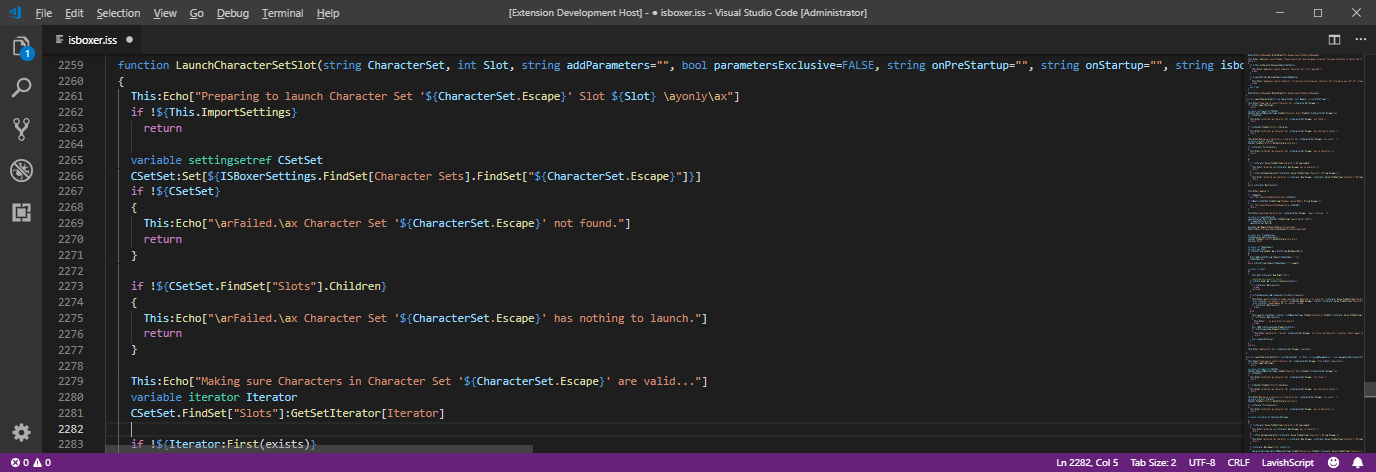 File Edit Selection View Go Debug Terminal Help
[Extension Development Host] - ● isboxer.iss - Visual Studio Code [Administrator]
1
isboxer.iss ●
2259 function LaunchCharacterSetSlot(string CharacterSet, int Slot, string addParameters="", bool parametersExclusive=FALSE, string onPreStartup="", string onStartup="", string isbo
2260 {
2261 This:Echo["Preparing to launch Character Set '${CharacterSet.Escape}' Slot ${Slot} \ayonly\ax"]
2262 if !${This.ImportSettings}
2263 return
2264
2265 variable settingsetref CSetSet
2266 CSetSet:Set[${ISBoxerSettings.FindSet[Character Sets].FindSet["${CharacterSet.Escape}"]}]
2267 if !${CSetSet}
2268 {
2269 This:Echo["\arFailed.\ax Character Set '${CharacterSet.Escape}' not found."]
2270 return
2271 }
2272
2273 if !${CSetSet.FindSet["Slots"].Children}
2274 {
2275 This:Echo["\arFailed.\ax Character Set '${CharacterSet.Escape}' has nothing to launch."]
2276 return
2277 }
2278
2279 This:Echo["Making sure Characters in Character Set '${CharacterSet.Escape}' are valid..."]
2280 variable iterator Iterator
2281 CSetSet.FindSet["Slots"]:GetSetIterator[Iterator]
2282
2283 if !${Iterator:First(exists)}
0 0 Ln 2282, Col 5 Tab Size: 2 UTF-8 CRLF LavishScript